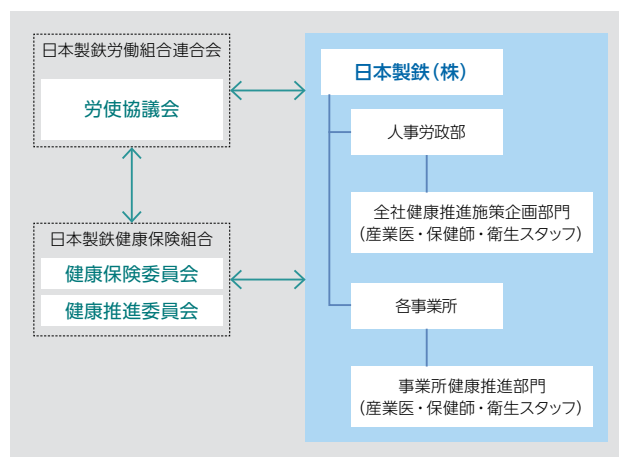 日本製鉄労働組合連合会
労使協議会
日本製鉄健康保険組合
健康保険委員会
健康推進委員会
日本製鉄(株)
人事労政部
全社健康推進施策企画部門
(産業医・保健師・衛生スタッフ)
各事業所
事業所健康推進部門
(産業医・保健師・衛生スタッフ)